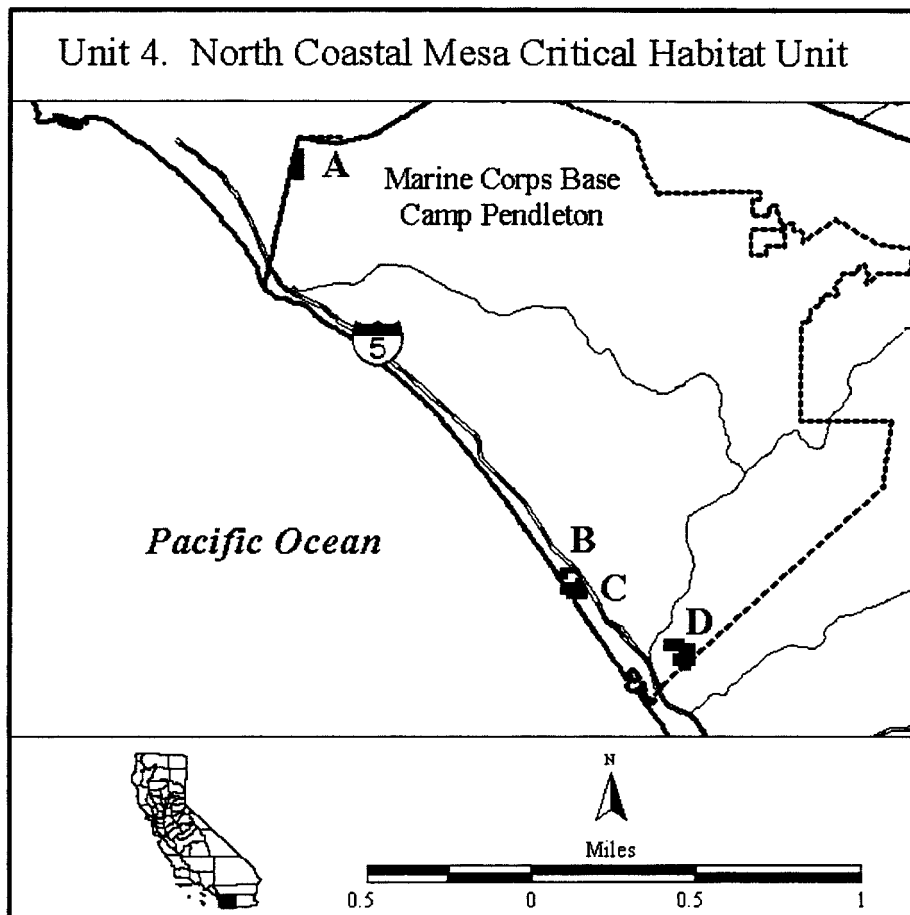 Unit 4. North Coastal Mesa Critical Habitat Unit
A
Marine Corps Base
Camp Pendleton
5
Pacific Ocean
B
C
D
N
Miles
0.5 0 0.5 1